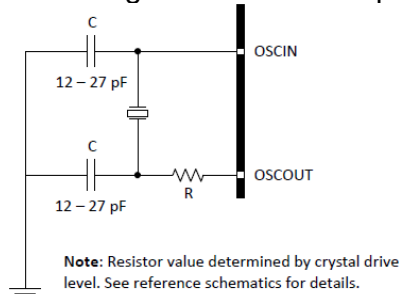 C
OSCIN
12 – 27 pF
C
OSCOUT
R
12 – 27 pF
Note: Resistor value determined by crystal drive
level. See reference schematics for details.